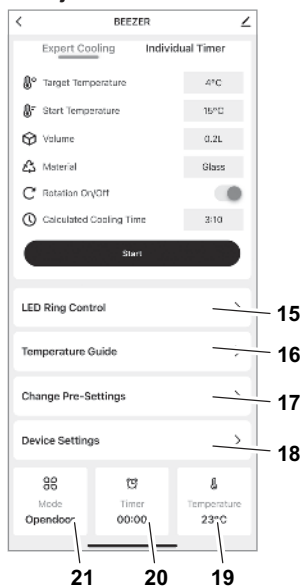 BEEZER
Expert Cooling Individual Timer
Target Temperature 4°C
Start Temperature 15°C
Volume 0.2L
Material Glass
Rotation On/Off
Calculated Cooling Time 3:10
Start
LED Ring Control 15
Temperature Guide 16
Change Pre-Settings 17
Device Settings 18
Mode Timer Temperature
Opendoor 00:00 23°C
21 20 19